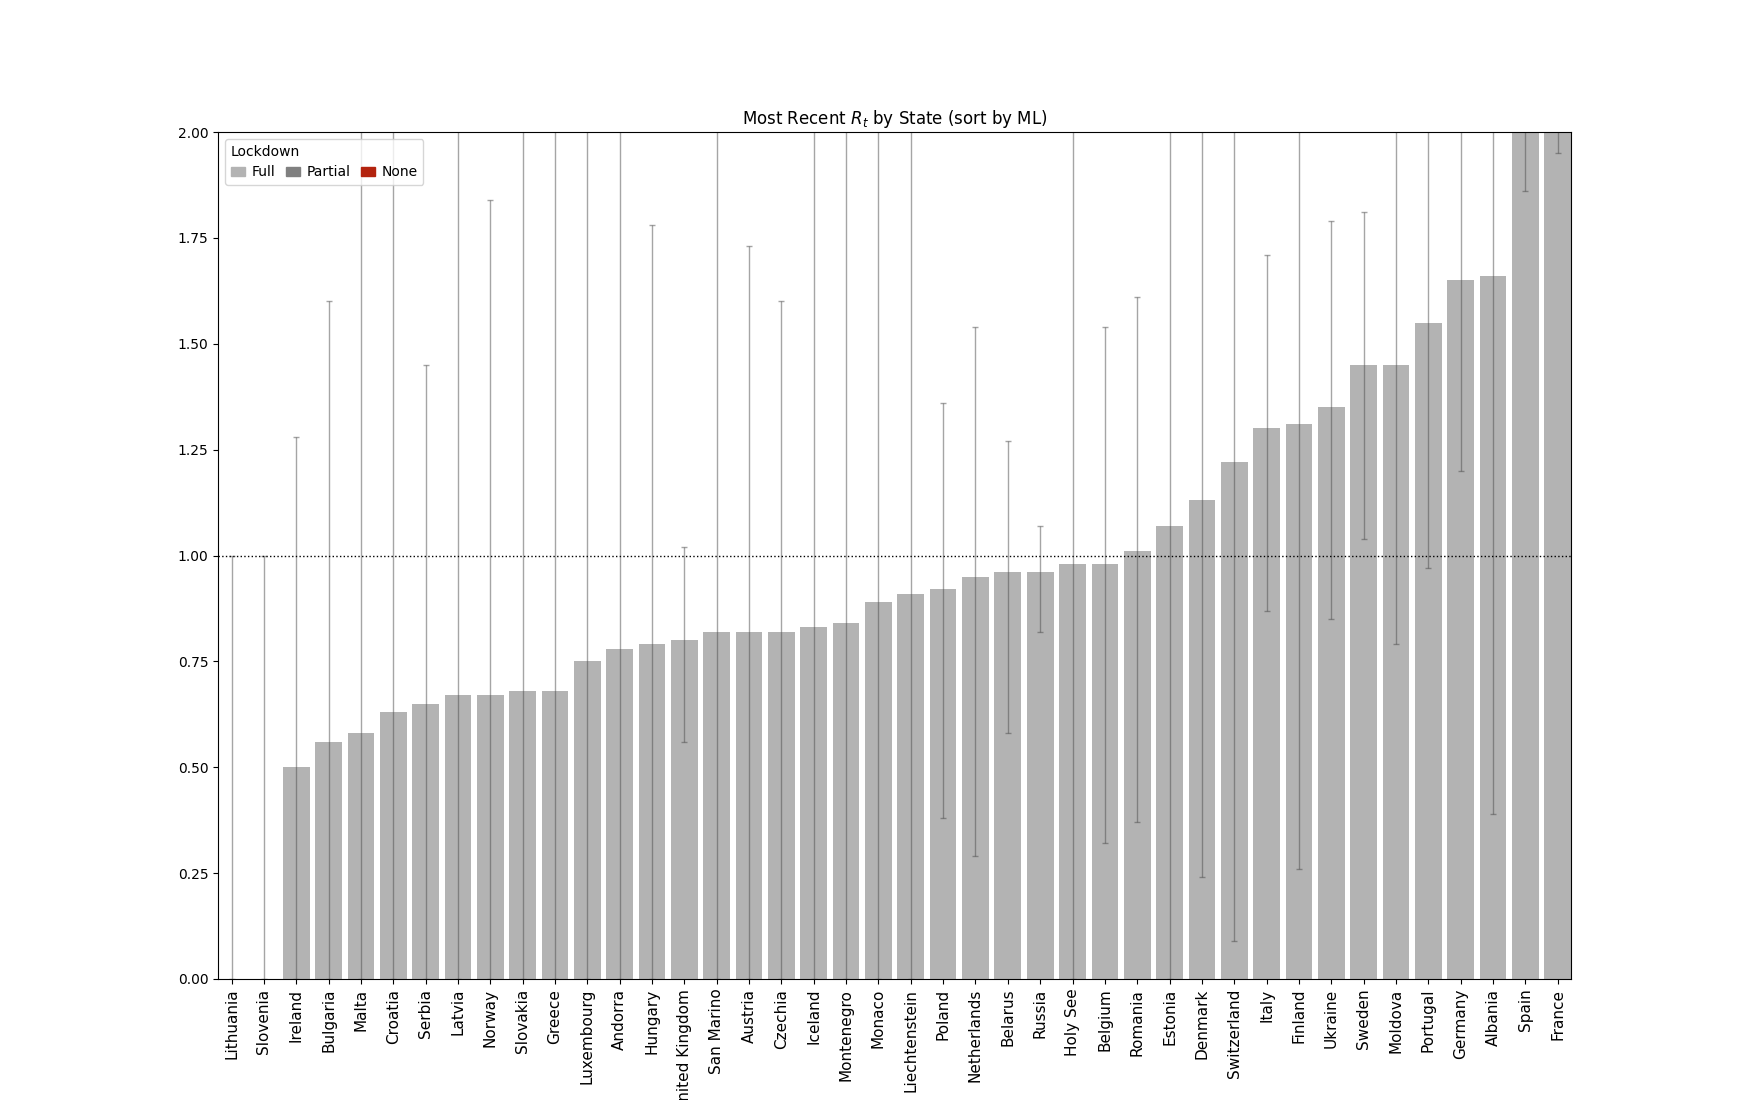 Most Recent R_t by State (sort by ML)
Lockdown
Full Partial None
2.00
1.75
1.50
1.25
1.00
0.75
0.50
0.25
0.00
Lithuania
Slovenia
Ireland
Bulgaria
Malta
Croatia
Serbia
Latvia
Norway
Slovakia
Greece
Luxembourg
Andorra
Hungary
nited Kingdom
San Marino
Austria
Czechia
Iceland
Montenegro
Monaco
Liechtenstein
Poland
Netherlands
Belarus
Russia
Holy See
Belgium
Romania
Estonia
Denmark
Switzerland
Italy
Finland
Ukraine
Sweden
Moldova
Portugal
Germany
Albania
Spain
France